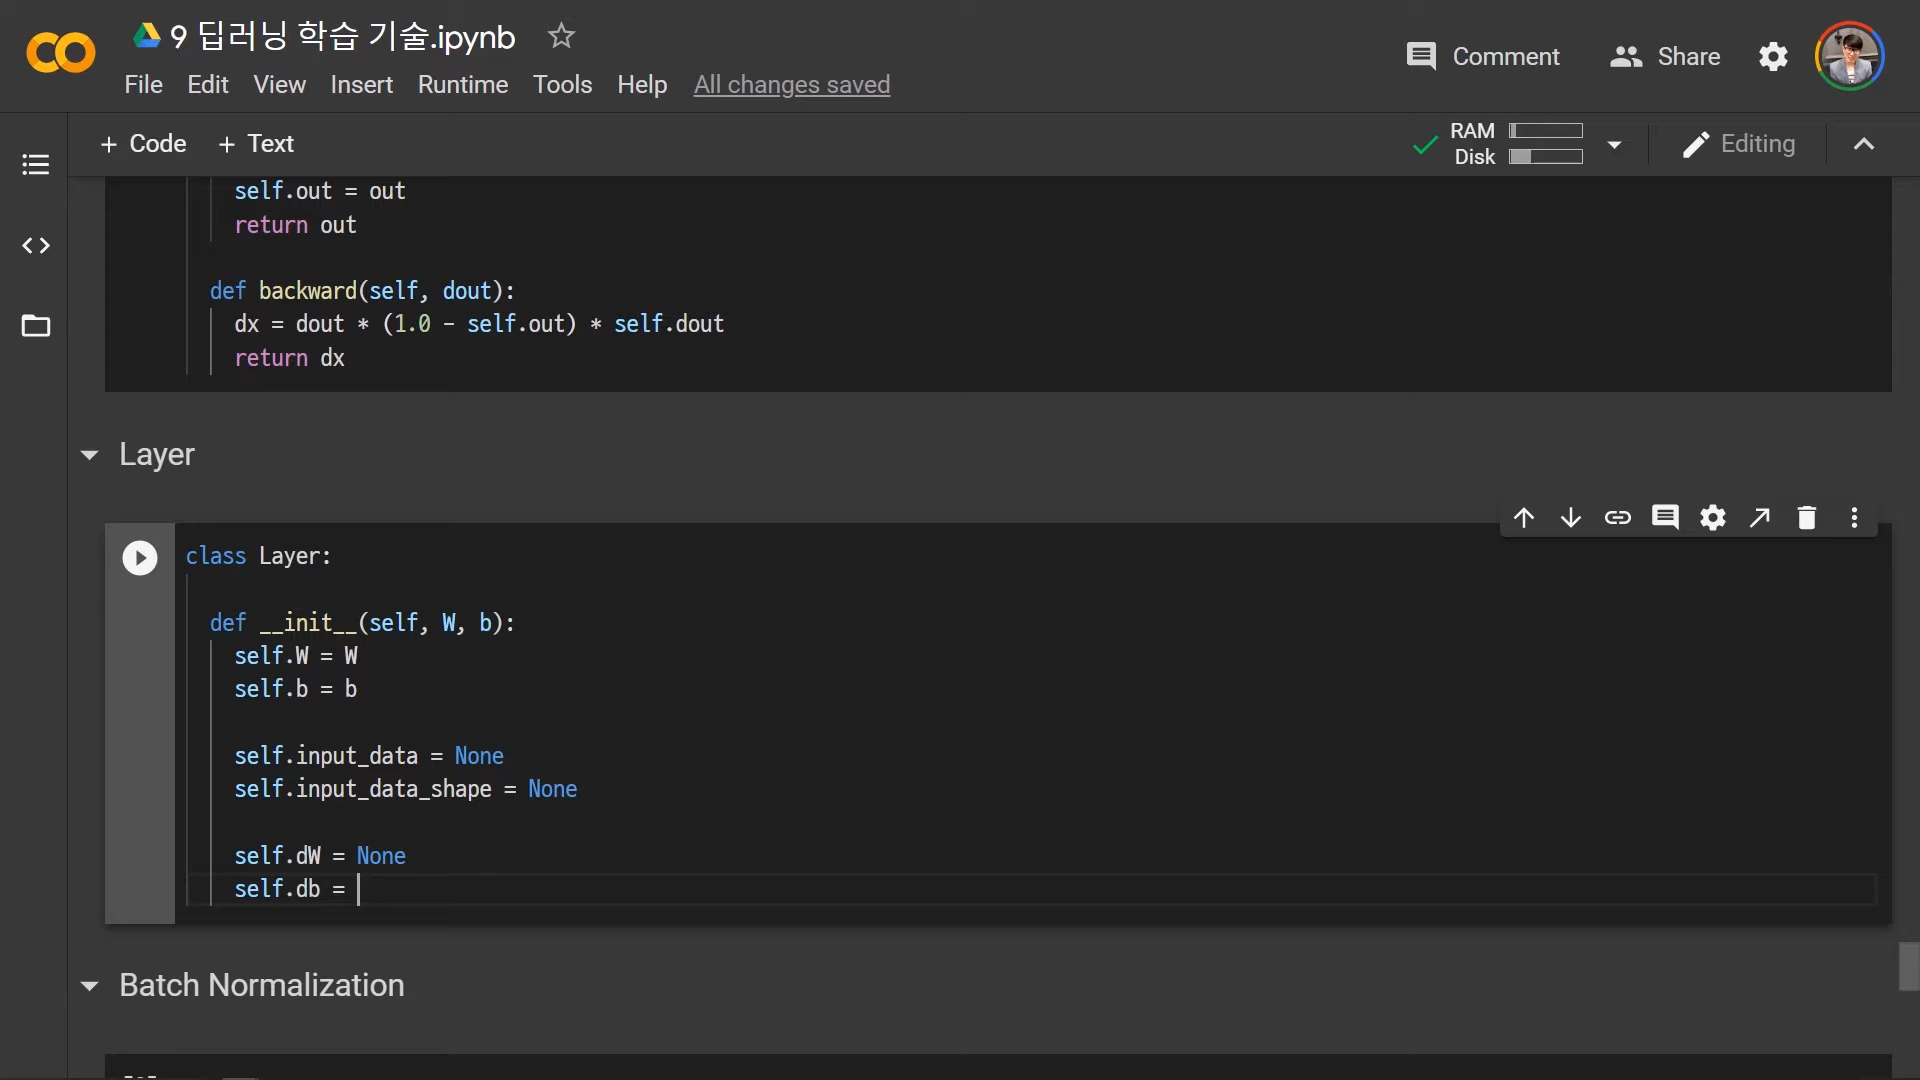 9 딥러닝 학습 기술.ipynb
Comment
Share
File Edit View Insert Runtime Tools Help All changes saved
+ Code + Text
RAM
Disk
Editing
self.out = out
return out
def backward(self, dout):
dx = dout * (1.0 - self.out) * self.dout
return dx
Layer
class Layer:
def __init__(self, W, b):
self.W = W
self.b = b
self.input_data = None
self.input_data_shape = None
self.dW = None
self.db =
Batch Normalization